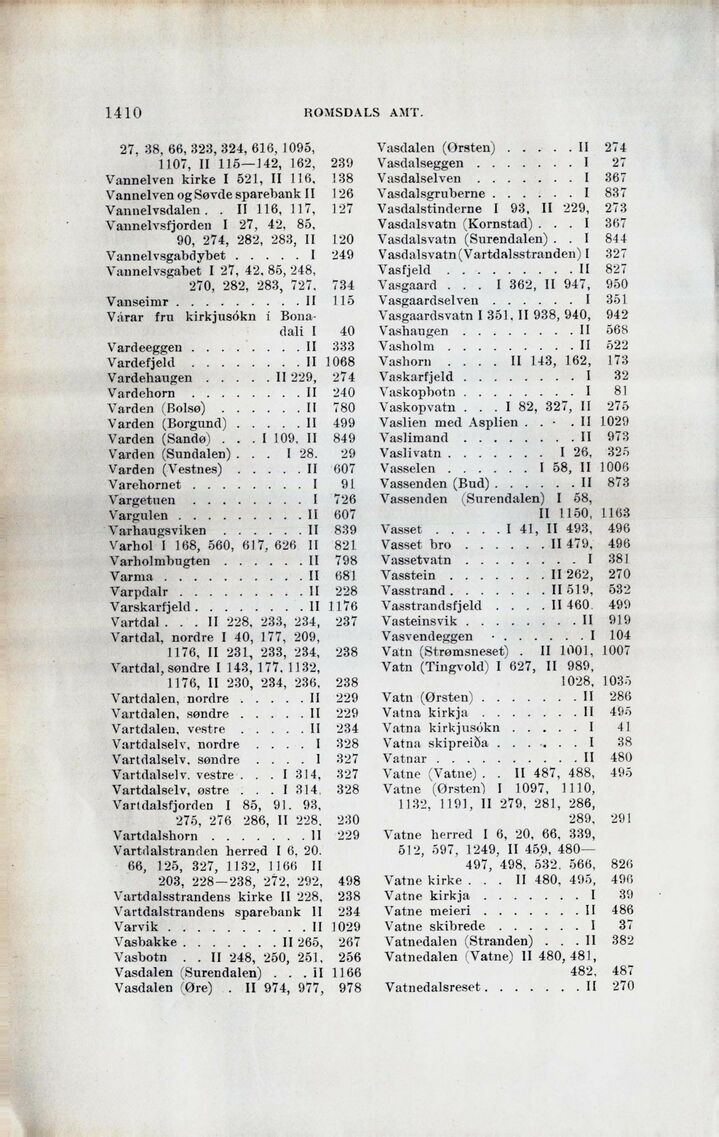 1410 ROMSDALS AMT.
27, 38, 66, 323, 324, 616, 1095,
1107, II 115—142, 162, 239
Vannelven kirke I 521, II 116, 138
Vannelven og Søvde sparebank II 126
Vannelvsdalen . . II 116, 117, 127
Vannelvsfjorden I 27, 42, 85,
90, 274, 282, 283, II 120
Vannelvsgabdybet . . . . . I 249
Vannelvsgabet I 27, 42, 85, 248,
270, 282, 283, 727, 734
Vanseimr . . . . . . . . . II 115
Várar fru kirkjusókn í Bona-
dali I 40
Vardeeggen . . . . . . . . II 333
Vardefjeld . . . . . . . . II 1068
Vardehaugen . . . . . II 229, 274
Vardehorn . . . . . . . . II 240
Varden (Bolsø) . . . . . . II 780
Varden (Borgund) . . . . . II 499
Varden (Sandø) . . . I 109, II 849
Varden (Sundalen) . . . I 28. 29
Varden (Vestnes) . . . . . II 607
Varehornet . . . . . . . . I 91
Vargetuen . . . . . . . . I 726
Vargulen . . . . . . . . . II 607
Varhaugsviken . . . . . . II 839
Varhol I 168, 560, 617, 626 II 821
Varholmbugten . . . . . . II 798
Varma . . . . . . . . . . II 681
Varpdalr . . . . . . . . . II 228
Varskarfjeld . . . . . . . . II 1176
Vartdal . . . II 228, 233, 234, 237
Vartdal, nordre I 40, 177, 209,
1176, II 231, 233, 234, 238
Vartdal, søndre I 143, 177, 1132,
1176, II 230, 234, 236, 238
Vartdalen, nordre . . . . . II 229
Vartdalen, søndre . . . . . II 229
Vartdalen, vestre . . . . . II 234
Vartdalselv, nordre . . . . I 328
Vartdalselv, søndre . . . . I 327
Vartdalselv, vestre . . . I 314, 327
Vartdalselv, østre . . . I 314, 328
Vartdalsfjorden I 85, 91. 93,
275, 276 286, II 228, 230
Vartdalshorn . . . . . . . II 229
Vartdalstranden herred I 6, 20.
66, 125, 327, 1132, 1166 II
203, 228—238, 272, 292, 498
Vartdalsstrandens kirke II 228, 238
Vartdalstrandens sparebank II 234
Varvik . . . . . . . . . . II 1029
Vasbakke . . . . . . . II 265, 267
Vasbotn . . II 248, 250, 251, 256
Vasdalen (Surendalen) . . . iI 1166
Vasdalen (Øre) . II 974, 977, 978
Vasdalen (Ørsten) . . . . . II 274
Vasdalseggen . . . . . . . I 27
Vasdalselven . . . . . . . I 367
Vasdalsgruberne . . . . . . I 837
Vasdalstinderne I 93, II 229, 273
Vasdalsvatn (Kornstad) . . . I 367
Vasdalsvatn (Surendalen) . . I 844
Vasdalsvatn (Vartdalsstranden) I 327
Vasfjeld . . . . . . . . . II 827
Vasgaard . . . I 362, II 947, 950
Vasgaardselven . . . . . . I 351
Vasgaardsvatn I 351, II 938, 940, 942
Vashaugen . . . . . . . . II 568
Vasholm . . . . . . . . . II 522
Vashorn . . . . II 143, 162, 173
Vaskarfjeld . . . . . . . . I 32
Vaskopbotn . . . . . . . . I 81
Vaskopvatn . . . I 82, 327, II 275
Vaslien med Asplien . . . . II 1029
Vaslimand . . . . . . . . II 973
Vaslivatn . . . . . . . I 26, 325
Vasselen . . . . . . I 58, II 1006
Vassenden (Bud) . . . . . . II 873
Vassenden (Surendalen) I 58,
II 1150, 1163
Vasset . . . . . I 41, II 493, 496
Vasset bro . . . . . . II 479, 496
Vassetvatn . . . . . . . . I 381
Vasstein . . . . . . . II 262, 270
Vasstrand . . . . . . . II 519, 532
Vasstrandsfjeld . . . . II 460. 499
Vasteinsvik . . . . . . . . II 919
Vasvendeggen . . . . . . . I 104
Vatn (Strømsneset) . II 1001, 1007
Vatn (Tingvold) I 627, II 989,
1028, 1035
Vatn (Ørsten) . . . . . . . II 286
Vatna kirkja . . . . . . . II 495
Vatna kirkjusókn . . . . . I 41
Vatna skipreiða . . . . . . I 38
Vatnar . . . . . . . . . . II 480
Vatne (Vatne) . . II 487, 488, 495
Vatne (Ørsten) I 1097, 1110,
1132, 1191, II 279, 281, 286,
289, 291
Vatne herred I 6, 20, 66, 339,
512, 597, 1249, II 459, 480—
497, 498, 532, 566, 826
Vatne kirke . . . II 480, 495, 496
Vatne kirkja . . . . . . . I 39
Vatne meieri . . . . . . . II 486
Vatne skibrede . . . . . . I 37
Vatnedalen (Stranden) . . . II 382
Vatnedalen (Vatne) II 480, 481,
482, 487
Vatnedalsreset . . . . . . . II 270